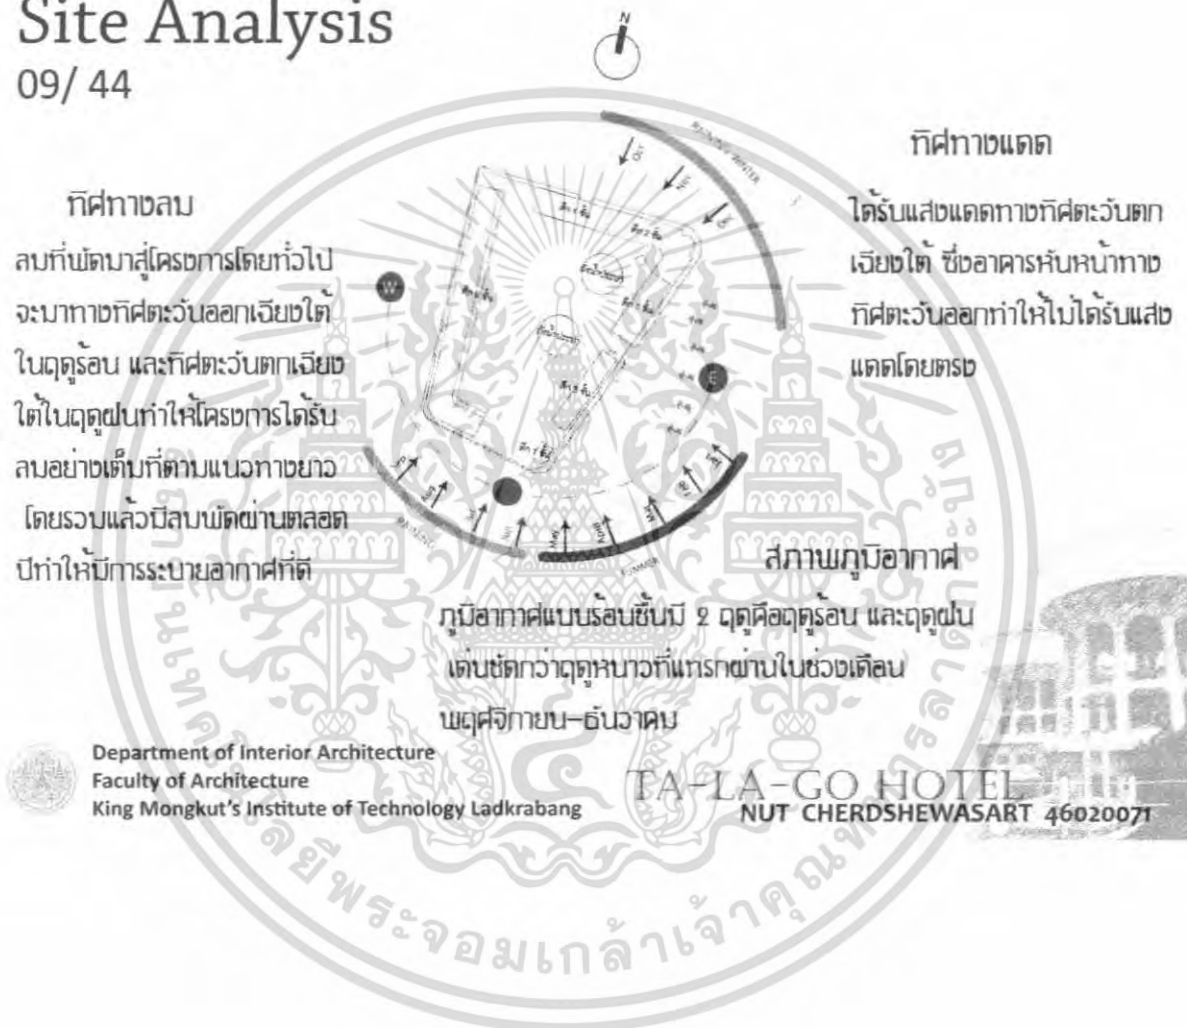 Site Analysis
09/ 44
N
ทิศทางลม
ลมที่พัดมาสู่โครงการโดยทั่วไป
จะมาทางทิศตะวันออกเฉียงใต้
ในฤดูร้อน และทิศตะวันตกเฉียง
ใต้ในฤดูฝนทำให้โครงการได้รับ
ลมอย่างเต็มที่ตามแนวทางยาว
โดยรวมแล้วมีลมพัดผ่านตลอด
ปีทำให้มีการระบายอากาศที่ดี
W
E
OCT
NOV
WINTER
SUMMER
ทิศทางแดด
ได้รับแสงแดดทางทิศตะวันตก
เฉียงใต้ ซึ่งอาคารหันหน้าทาง
ทิศตะวันออกทำให้ไม่ได้รับแสง
แดดโดยตรง
สภาพภูมิอากาศ
ภูมิอากาศแบบร้อนชื้นมี 2 ฤดูคือฤดูร้อน และฤดูฝน
เด่นชัดกว่าฤดูหนาวที่แทรกผ่านในช่วงเดือน
พฤศจิกายน-ธันวาคม
Department of Interior Architecture
Faculty of Architecture
King Mongkut's Institute of Technology Ladkrabang
TA-LA-GO HOTEL
NUT CHERDSHEWASART 46020071